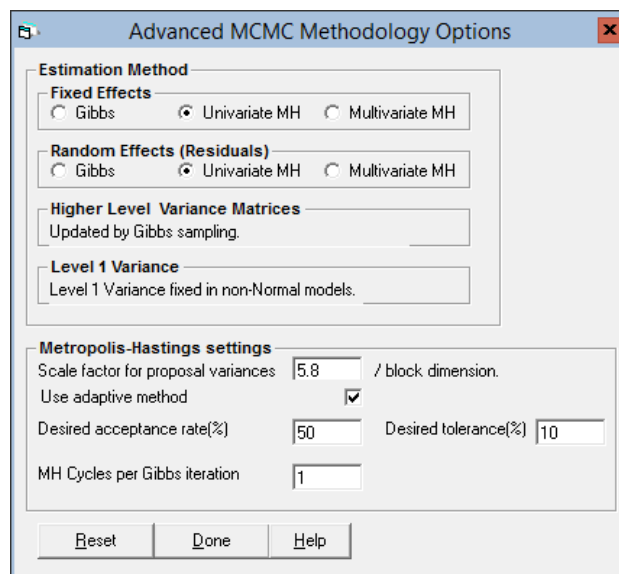 Advanced MCMC Methodology Options
Estimation Method
Fixed Effects
Gibbs Univariate MH Multivariate MH
Random Effects (Residuals)
Gibbs Univariate MH Multivariate MH
Higher Level Variance Matrices
Updated by Gibbs sampling.
Level 1 Variance
Level 1 Variance fixed in non-Normal models.
Metropolis-Hastings settings
Scale factor for proposal variances 5.8 / block dimension.
Use adaptive method
Desired acceptance rate(%) 50 Desired tolerance(%) 10
MH Cycles per Gibbs iteration 1
Reset Done Help